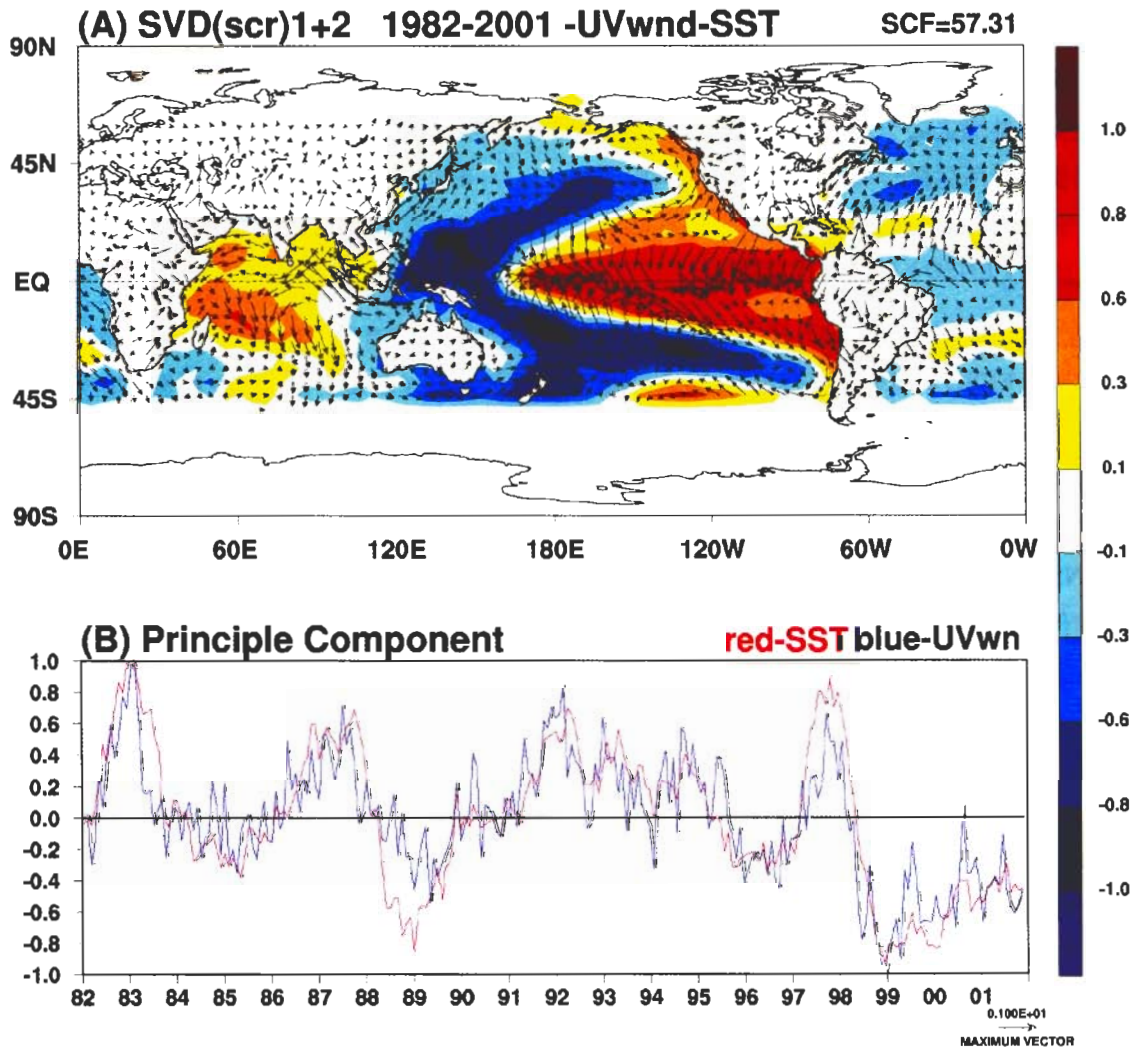 (A) SVD(scr)1+2 1982-2001 -UVwnd-SST SCF=57.31
90N
45N
EQ
45S
90S
0E 60E 120E 180E 120W 60W 0W
1.0
0.8
0.6
0.3
0.1
-0.1
-0.3
-0.6
-0.8
-1.0
(B) Principle Component red-SST blue-UVwn
1.0
0.8
0.6
0.4
0.2
0.0
-0.2
-0.4
-0.6
-0.8
-1.0
82 83 84 85 86 87 88 89 90 91 92 93 94 95 96 97 98 99 00 01
0.100E+01
MAXIMUM VECTOR